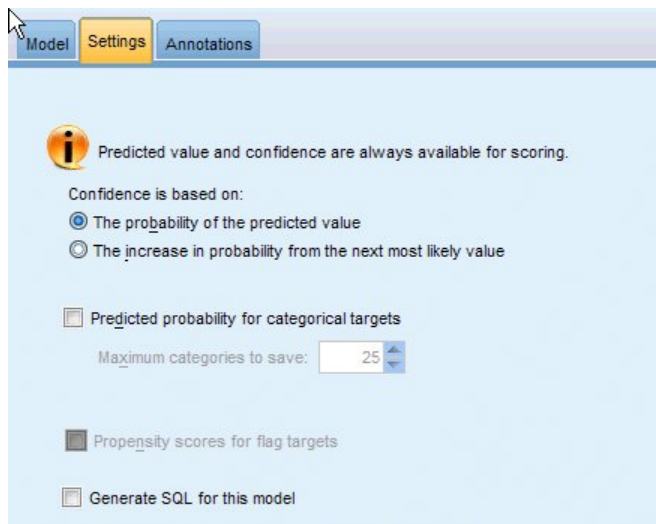 Model Settings Annotations
Predicted value and confidence are always available for scoring.
Confidence is based on:
The probability of the predicted value
The increase in probability from the next most likely value
Predicted probability for categorical targets
Maximum categories to save: 25
Propensity scores for flag targets
Generate SQL for this model